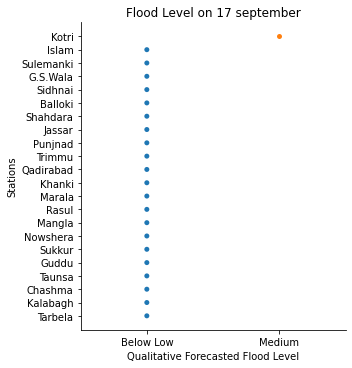 Flood Level on 17 september
Kotri
Islam
Sulemanki
G.S.Wala
Sidhnai
Balloki
Shahdara
Jassar
Punjnad
Trimmu
Qadirabad
Khanki
Marala
Rasul
Mangla
Nowshera
Sukkur
Guddu
Taunsa
Chashma
Kalabagh
Tarbela
Stations
Below Low
Medium
Qualitative Forecasted Flood Level